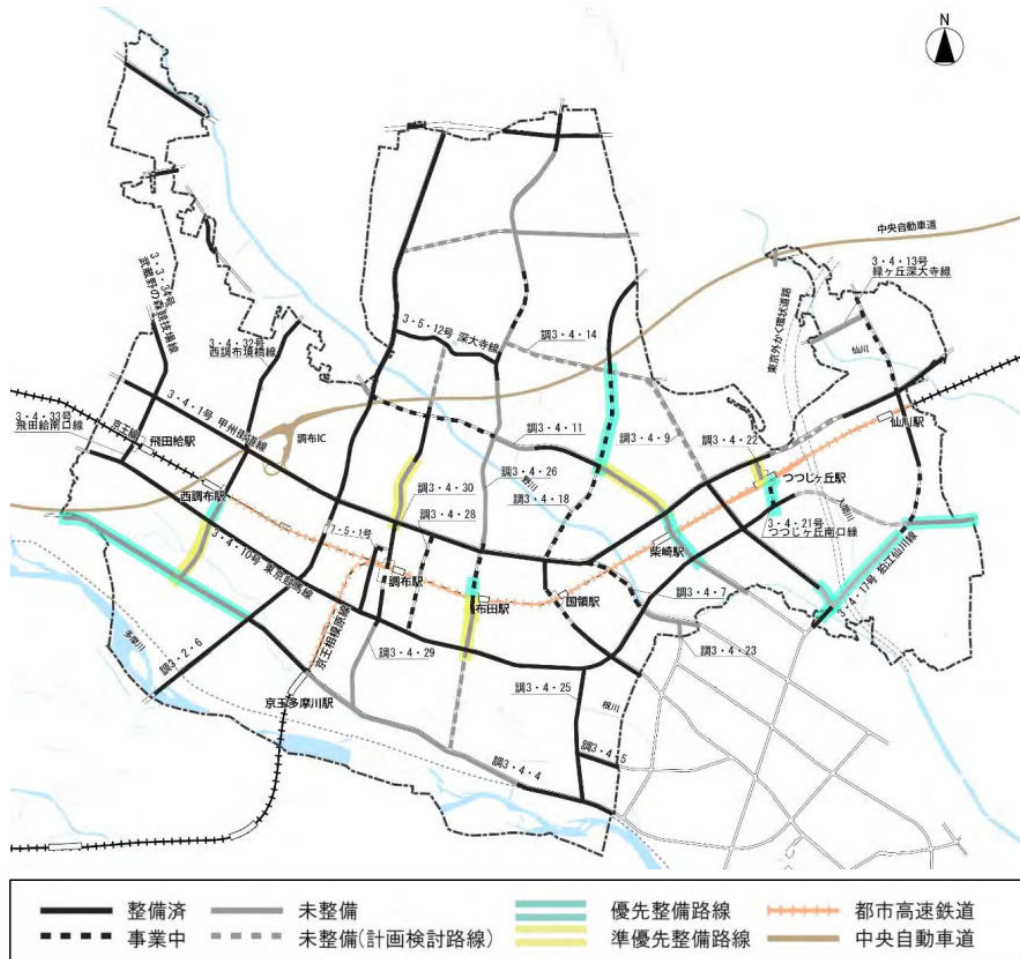 N
中央自動車道
3・4・13号
緑ヶ丘深大寺線
東京外かく環状道路
仙川
3・3・34号
武蔵野の森競技場線
3・4・32号
西調布境橋線
3・5・12号 深大寺線
調3・4・14
3・4・33号
飛田給南口線
京王線
飛田給駅
3・4・1号 甲州街道線
調布IC
調3・4・11
調3・4・9
調3・4・22
仙川駅
つつじヶ丘駅
調3・4・26
野川
調3・4・18
西調布駅
調3・4・30
調3・4・28
7・5・1号
3・4・21号
つつじヶ丘南口線
入間川
柴崎駅
3・4・10号 東京競馬線
調布駅
布田駅
国領駅
調3・4・7
3・4・17号 狛江仙川線
多摩川
調3・2・6
京王相模原線
調3・4・29
調3・4・23
京王多摩川駅
調3・4・25
根川
調3・4・5
調3・4・4
整備済
未整備
優先整備路線
都市高速鉄道
事業中
未整備(計画検討路線)
準優先整備路線
中央自動車道